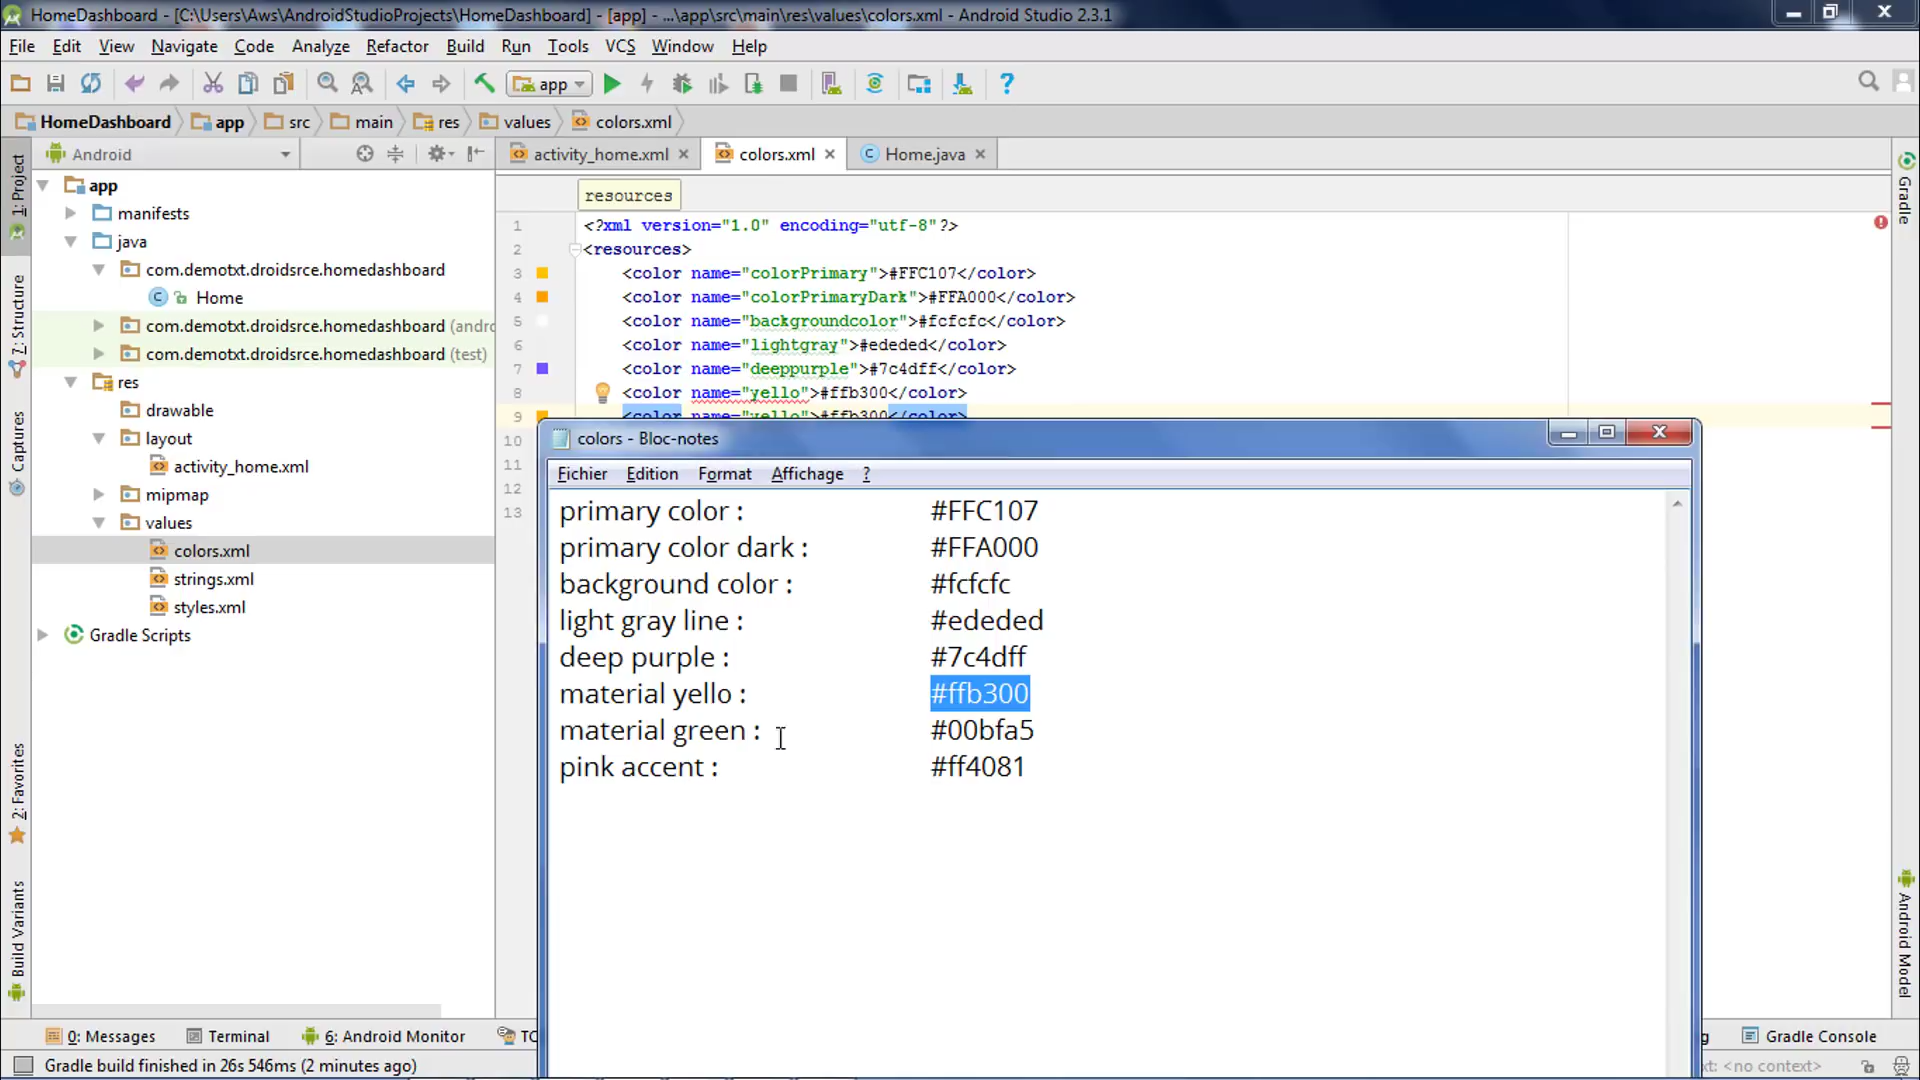 HomeDashboard - [C:\Users\Aws\AndroidStudioProjects\HomeDashboard] - [app] - ...\app\src\main\res\values\colors.xml - Android Studio 2.3.1
File Edit View Navigate Code Analyze Refactor Build Run Tools VCS Window Help
app
HomeDashboard app src main res values colors.xml
Android
activity_home.xml colors.xml Home.java
1: Project
7: Structure
Captures
2: Favorites
Build Variants
app
manifests
java
com.demotxt.droidsrce.homedashboard
Home
com.demotxt.droidsrce.homedashboard (andro
com.demotxt.droidsrce.homedashboard (test)
res
drawable
layout
activity_home.xml
mipmap
values
colors.xml
strings.xml
styles.xml
Gradle Scripts
resources
1 <?xml version="1.0" encoding="utf-8"?>
2 <resources>
3 <color name="colorPrimary">#FFC107</color>
4 <color name="colorPrimaryDark">#FFA000</color>
5 <color name="backgroundcolor">#fcfcfc</color>
6 <color name="lightgray">#ededed</color>
7 <color name="deeppurple">#7c4dff</color>
8 <color name="yello">#ffb300</color>
9 <color name="yello">#ffb300</color>
10
11
12
13
colors - Bloc-notes
Fichier Edition Format Affichage ?
primary color : #FFC107
primary color dark : #FFA000
background color : #fcfcfc
light gray line : #ededed
deep purple : #7c4dff
material yello : #ffb300
material green : #00bfa5
pink accent : #ff4081
Gradle
Android Model
0: Messages Terminal 6: Android Monitor Gradle Console
Gradle build finished in 26s 546ms (2 minutes ago)
<no context>